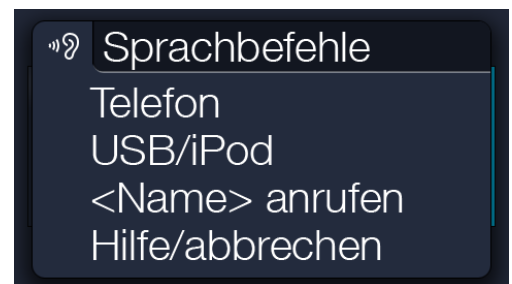 Sprachbefehle
Telefon
USB/iPod
<Name> anrufen
Hilfe/abbrechen